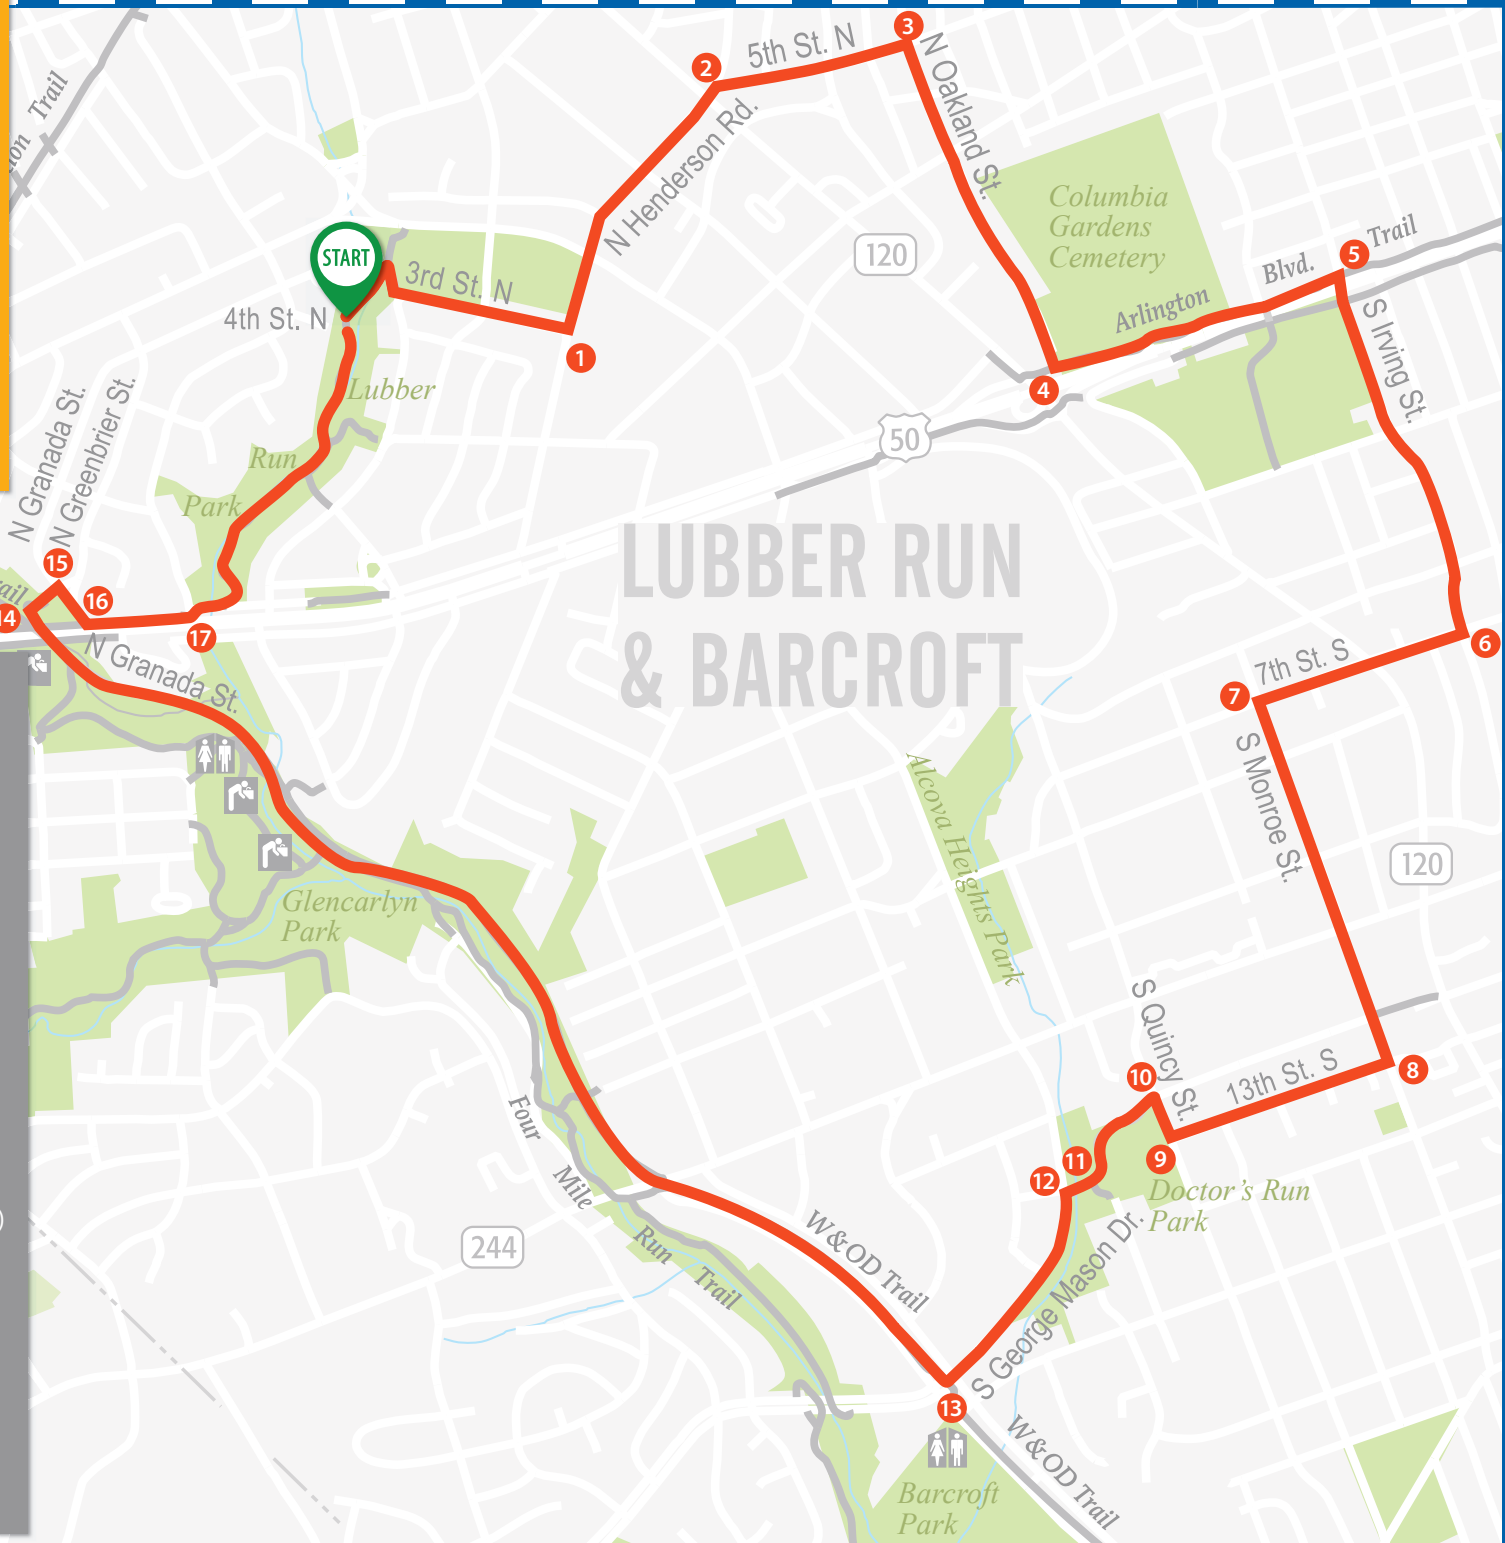 Trail
2
5th St. N
3
N Oakland St.
N Henderson Rd.
Columbia
Gardens
Cemetery
120
START
3rd St. N
4th St. N
1
Arlington
Blvd.
Trail
5
S Irving St.
4
50
Lubber
Run
Park
N Granada St.
N Greenbrier St.
15
16
14
17
N Granada St.
LUBBER RUN
& BARCROFT
7th St. S
6
7
S Monroe St.
120
Alcova Heights Park
Glencarlyn
Park
S Quincy St.
10
13th St. S
8
9
11
12
Doctor's Run
Park
Four
Mile
Run
Trail
244
W&OD Trail
S George Mason Dr.
13
W&OD Trail
Barcroft
Park